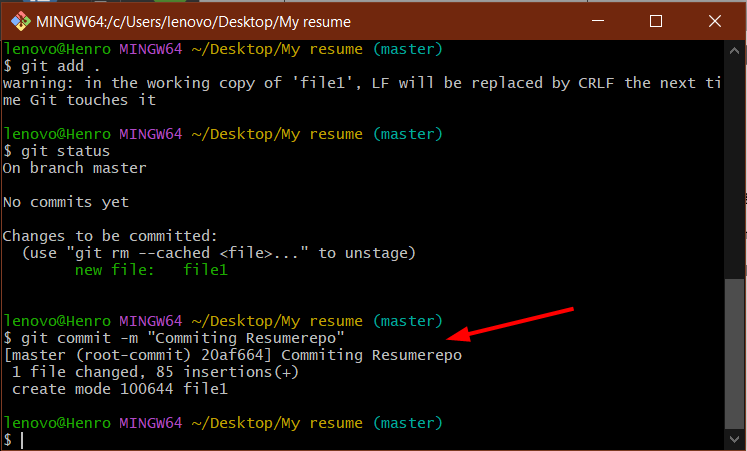 MINGW64:/c/Users/lenovo/Desktop/My resume
lenovo@Henro MINGW64 ~/Desktop/My resume (master)
$ git add .
warning: in the working copy of 'file1', LF will be replaced by CRLF the next ti
me Git touches it
lenovo@Henro MINGW64 ~/Desktop/My resume (master)
$ git status
On branch master
No commits yet
Changes to be committed:
(use "git rm --cached <file>..." to unstage)
new file:   file1
lenovo@Henro MINGW64 ~/Desktop/My resume (master)
$ git commit -m "Commiting Resumerepo"
[master (root-commit) 20af664] Commiting Resumerepo
1 file changed, 85 insertions(+)
create mode 100644 file1
lenovo@Henro MINGW64 ~/Desktop/My resume (master)
$